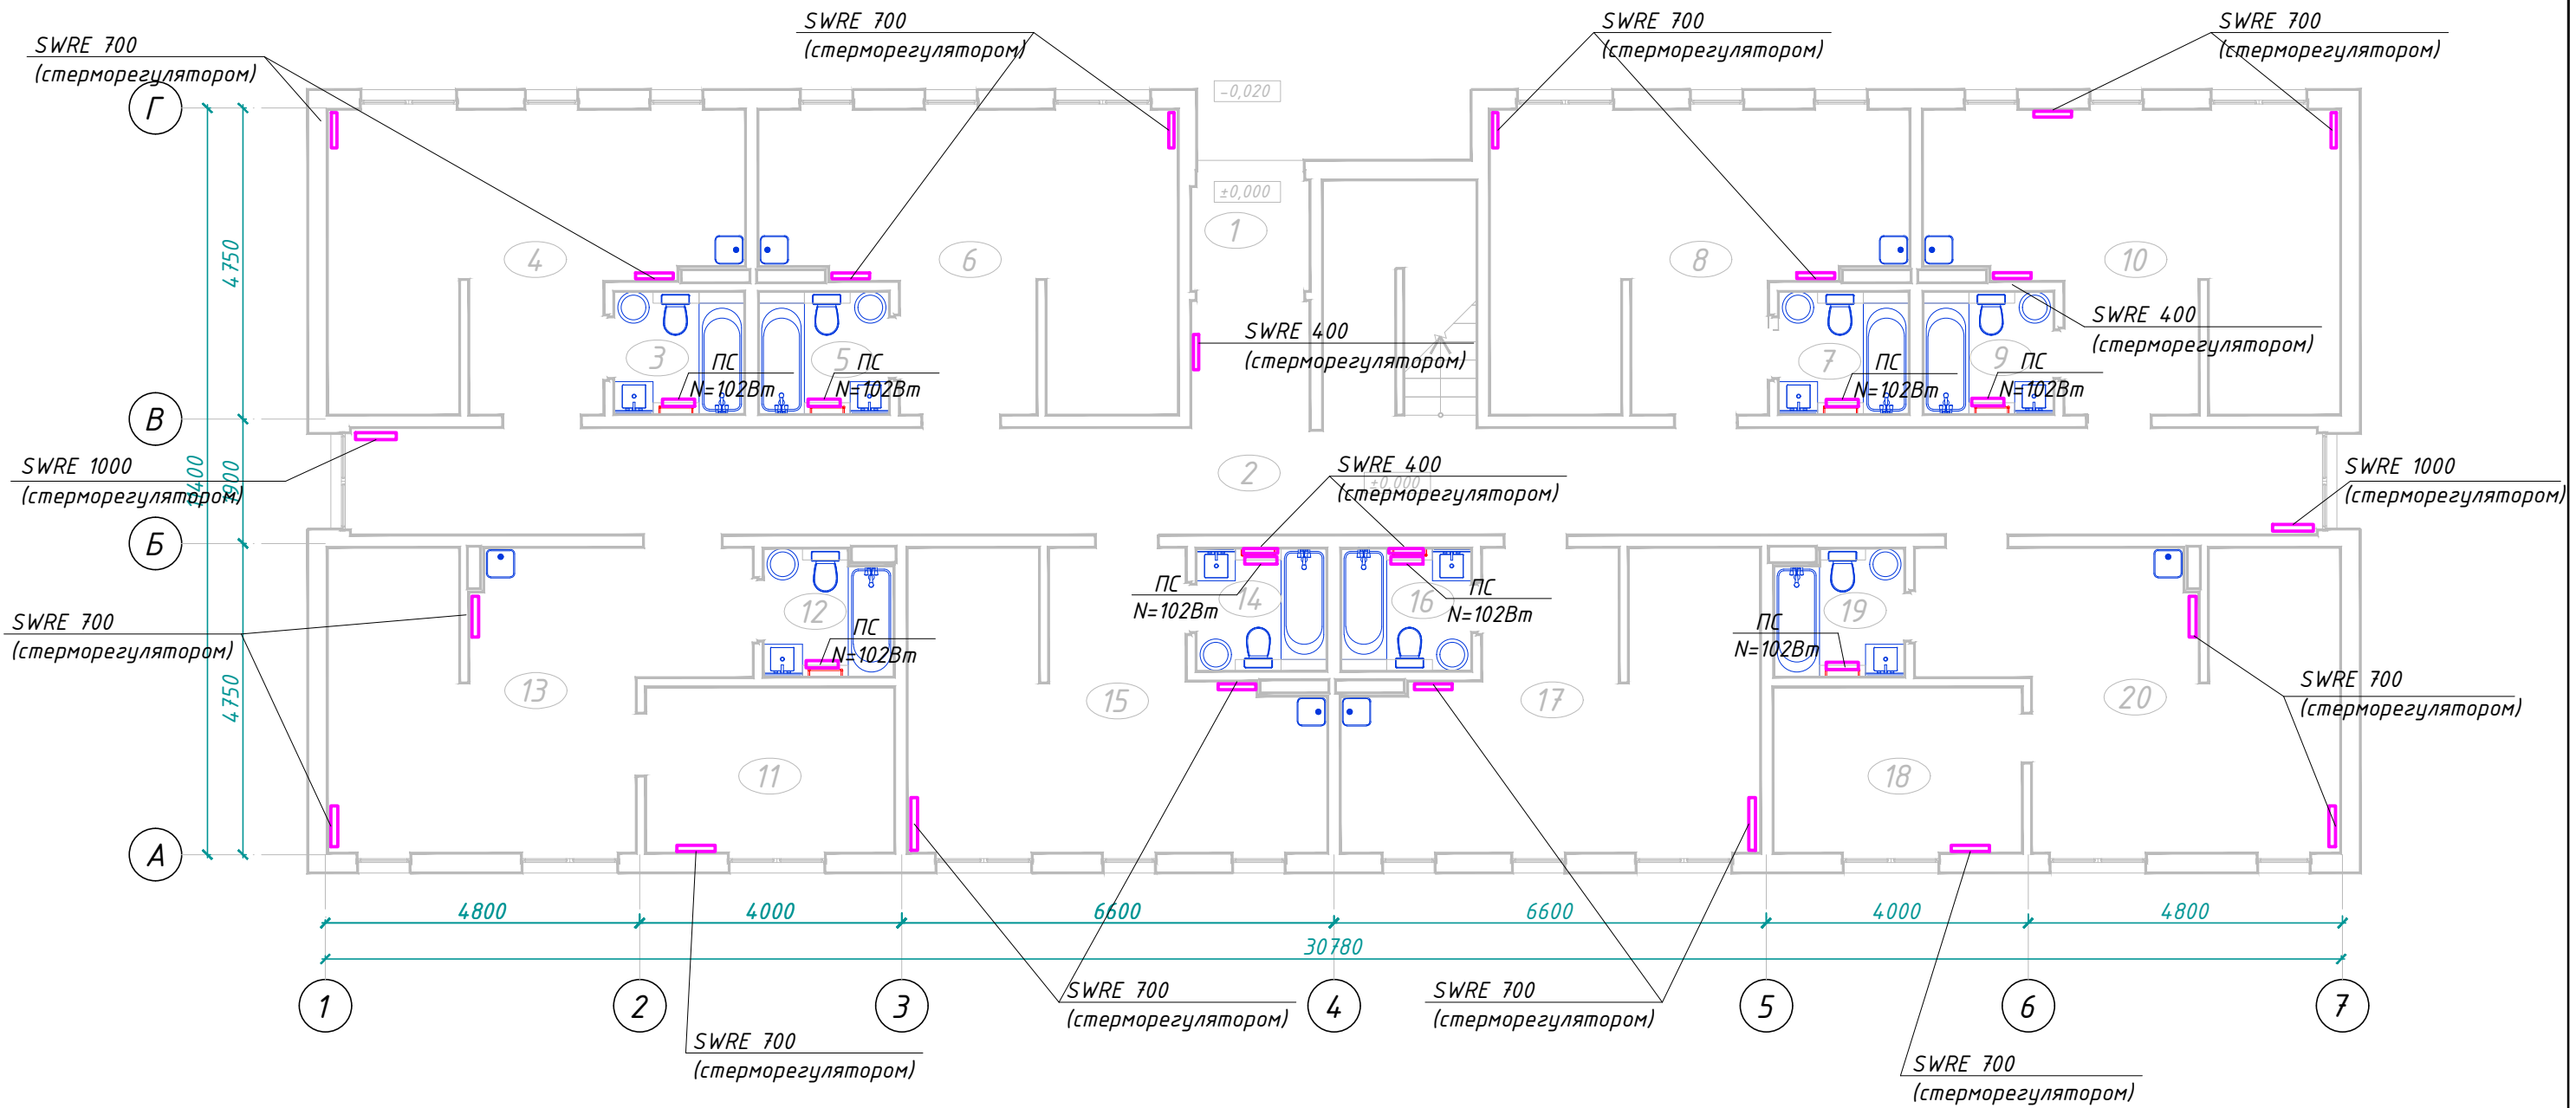 SWRE 700
(стерморегулятором)
SWRE 700
(стерморегулятором)
SWRE 700
(стерморегулятором)
SWRE 700
(стерморегулятором)
Г
-0,020
±0,000
1
4
6
8
10
4750
SWRE 400
(стерморегулятором)
SWRE 400
(стерморегулятором)
3
ПС
N=102Вт
5
ПС
N=102Вт
7
ПС
N=102Вт
9
ПС
N=102Вт
В
SWRE 1000
(стерморегулятором)
2
SWRE 400
(стерморегулятором)
±0,000
SWRE 1000
(стерморегулятором)
Б
SWRE 700
(стерморегулятором)
12
ПС
N=102Вт
ПС
N=102Вт
14
16
ПС
N=102Вт
19
ПС
N=102Вт
4750
13
15
17
20
SWRE 700
(стерморегулятором)
11
18
А
4800
4000
6600
6600
4000
4800
30780
1
2
3
4
5
6
7
SWRE 700
(стерморегулятором)
SWRE 700
(стерморегулятором)
SWRE 700
(стерморегулятором)
SWRE 700
(стерморегулятором)